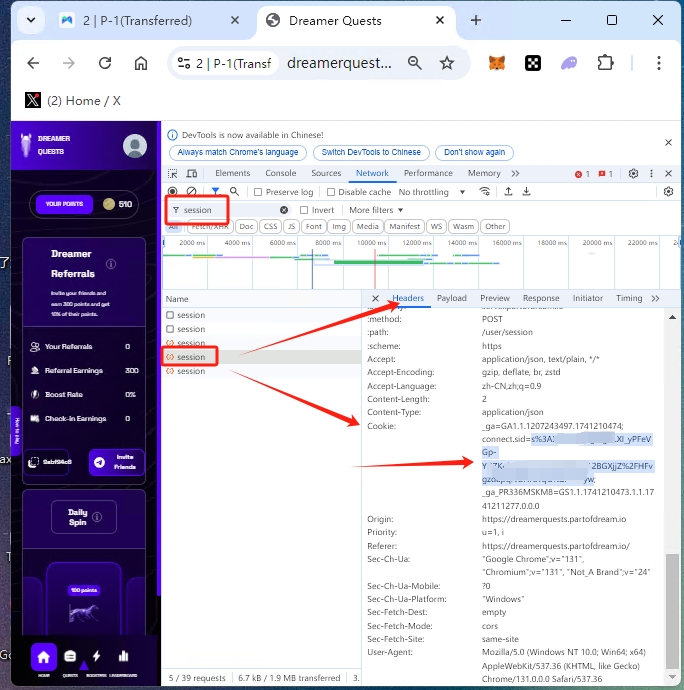 2 | P-1(Transferred)
Dreamer Quests
2 | P-1(Transf
dreamerquest...
(2) Home / X
DREAMER
QUESTS
YOUR POINTS
510
Dreamer
Referrals
Invite your friends and
earn 300 points and get
10% of their points.
Your Referrals 0
Referral Earnings 300
Boost Rate 0%
Check-in Earnings 0
How to play
9abf94c6
Invite
Friends
Daily
Spin
100 points
HOME QUESTS BOOSTERS LEADERBOARD
DevTools is now available in Chinese!
Always match Chrome's language
Switch DevTools to Chinese
Don't show again
Elements Console Sources Network Performance Memory
1 1
Preserve log
Disable cache
No throttling
session
Invert
More filters
All Fetch/XHR Doc CSS JS Font Img Media Manifest WS Wasm Other
2000 ms 4000 ms 6000 ms 8000 ms 10000 ms 12000 ms 14000 ms 16000 ms 18000 ms 20000 ms 22000 ms 24
Name
session
session
session
session
session
Headers Payload Preview Response Initiator Timing
:method: POST
:path: /user/session
:scheme: https
Accept: application/json, text/plain, */*
Accept-Encoding: gzip, deflate, br, zstd
Accept-Language: zh-CN,zh;q=0.9
Content-Length: 2
Content-Type: application/json
Cookie: _ga=GA1.1.1207243497.1741210474;
connect.sid=s%3A
yPFeV
Gp-
2BGXjjZ%2FHFv
_ga_PR336MSKM8=GS1.1.1741210473.1.1.17
41211277.0.0.0
Origin: https://dreamerquests.partofdream.io
Priority: u=1, i
Referer: https://dreamerquests.partofdream.io/
Sec-Ch-Ua: "Google Chrome";v="131",
"Chromium";v="131", "Not_A Brand";v="24"
Sec-Ch-Ua-Mobile: ?0
Sec-Ch-Ua-Platform: "Windows"
Sec-Fetch-Dest: empty
Sec-Fetch-Mode: cors
Sec-Fetch-Site: same-site
User-Agent: Mozilla/5.0 (Windows NT 10.0; Win64; x64)
AppleWebKit/537.36 (KHTML, like Gecko)
Chrome/131.0.0.0 Safari/537.36
5 / 39 requests
6.7 kB / 1.9 MB transferred
3.